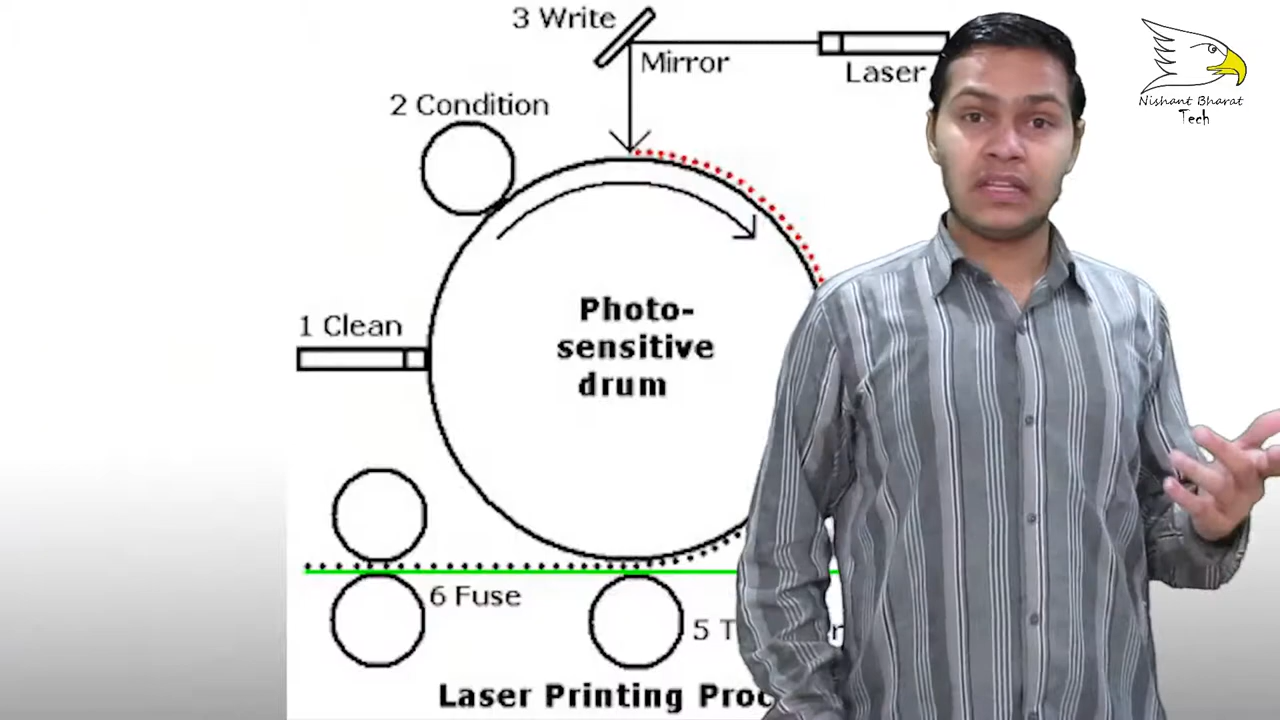 3 Write
Mirror
Laser
2 Condition
Nishant Bharat
Tech
1 Clean
Photo-
sensitive
drum
6 Fuse
5
Laser Printing